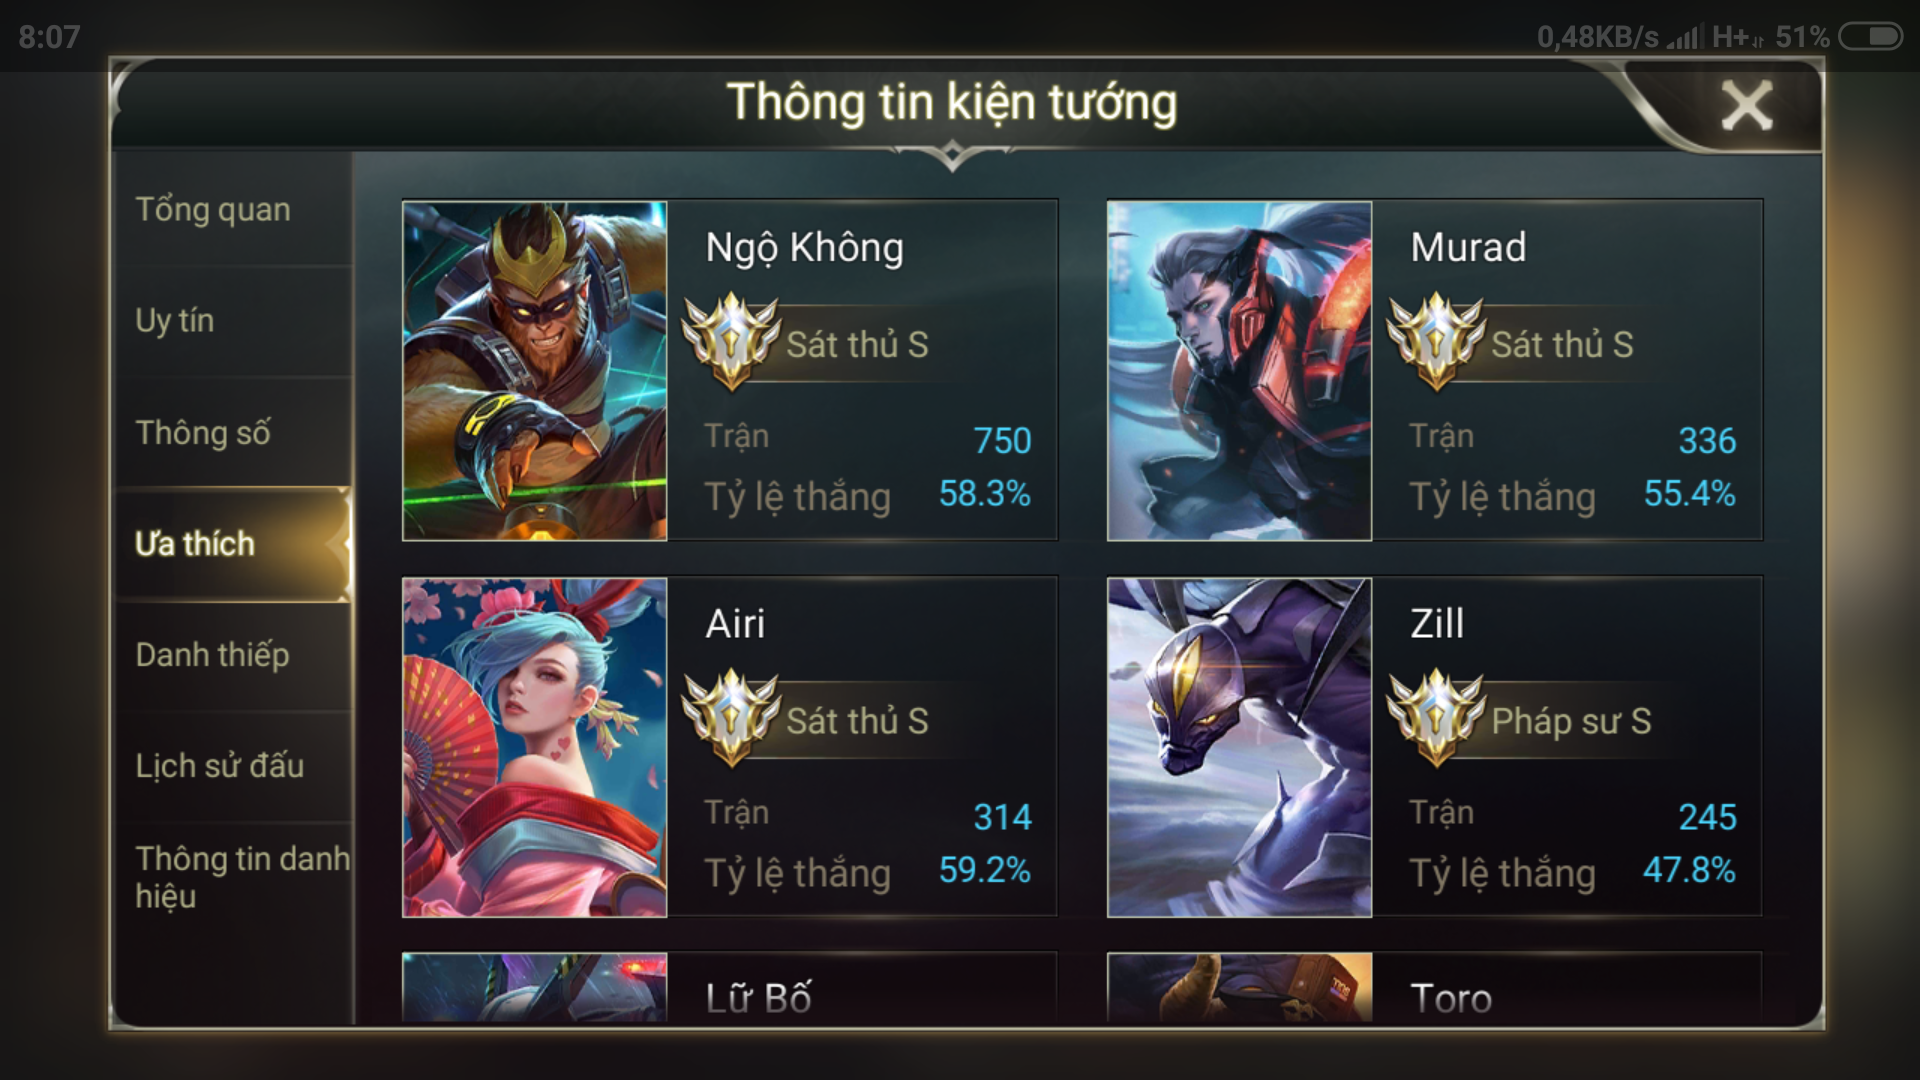 8:07
0,48KB/s H+ 51%
Thông tin kiện tướng
Tổng quan
Uy tín
Thông số
Ưa thích
Danh thiếp
Lịch sử đấu
Thông tin danh
hiệu
Ngộ Không
Sát thủ S
Trận 750
Tỷ lệ thắng 58.3%
Murad
Sát thủ S
Trận 336
Tỷ lệ thắng 55.4%
Airi
Sát thủ S
Trận 314
Tỷ lệ thắng 59.2%
Zill
Pháp sư S
Trận 245
Tỷ lệ thắng 47.8%
Lữ Bố
Toro